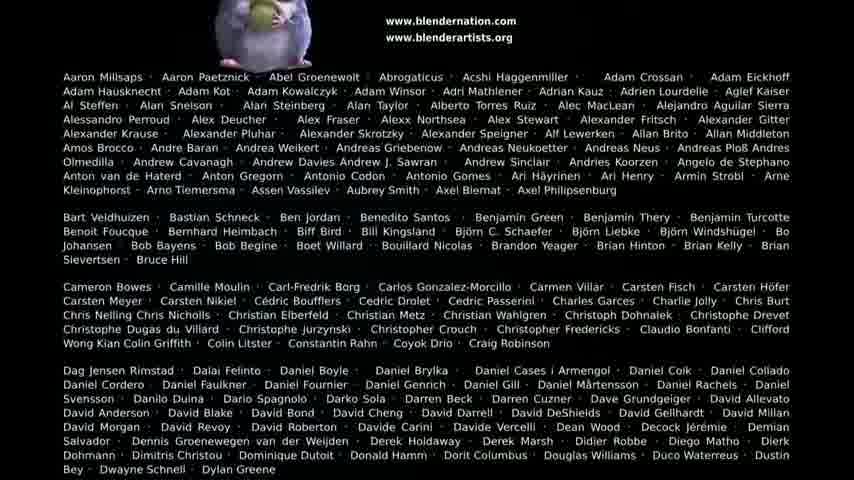 www.blendernation.com
www.blenderartists.org
Aaron Millsaps · Aaron Paetznick · Abel Groenewolt · Abrogaticus · Acshi Haggenmiller · Adam Crossan · Adam Eickhoff
Adam Hausknecht · Adam Kot · Adam Kowalczyk · Adam Winsor · Adri Mathlener · Adrian Kauz · Adrien Lourdelle · Aglef Kaiser
Al Steffen · Alan Snelson · Alan Steinberg · Alan Taylor · Alberto Torres Ruiz · Alec MacLean · Alejandro Aguilar Sierra
Alessandro Perroud · Alex Deucher · Alex Fraser · Alexx Northsea · Alex Stewart · Alexander Fritsch · Alexander Gitter
Alexander Krause · Alexander Pluhar · Alexander Skrotzky · Alexander Speigner · Alf Lewerken · Allan Brito · Allan Middleton
Amos Brocco · Andre Baran · Andrea Weikert · Andreas Griebenow · Andreas Neukoetter · Andreas Neus · Andreas Ploß Andres
Olmedilla · Andrew Cavanagh · Andrew Davies Andrew J. Sawran · Andrew Sinclair · Andries Koorzen · Angelo de Stephano
Anton van de Haterd · Anton Gregorn · Antonio Codon · Antonio Gomes · Ari Häyrinen · Ari Henry · Armin Strobl · Arne
Kleinophorst · Arno Tiemersma · Assen Vassilev · Aubrey Smith · Axel Biernat · Axel Philipsenburg
Bart Veldhuizen · Bastian Schneck · Ben Jordan · Benedito Santos · Benjamin Green · Benjamin Thery · Benjamin Turcotte
Benoit Foucque · Bernhard Heimbach · Biff Bird · Bill Kingsland · Björn C. Schaefer · Björn Liebke · Björn Windshügel · Bo
Johansen · Bob Bayens · Bob Begine · Boet Willard · Bouillard Nicolas · Brandon Yeager · Brian Hinton · Brian Kelly · Brian
Sievertsen · Bruce Hill
Cameron Bowes · Camille Moulin · Carl-Fredrik Borg · Carlos Gonzalez-Morcillo · Carmen Villar · Carsten Fisch · Carsten Höfer
Carsten Meyer · Carsten Nikiel · Cédric Boufflers · Cedric Drolet · Cedric Passerini · Charles Garces · Charlie Jolly · Chris Burt
Chris Nelling Chris Nicholls · Christian Elberfeld · Christian Metz · Christian Wahlgren · Christoph Dohnalek · Christophe Drevet
Christophe Dugas du Villard · Christophe Jurzynski · Christopher Crouch · Christopher Fredericks · Claudio Bonfanti · Clifford
Wong Kian Colin Griffith · Colin Litster · Constantin Rahn · Coyok Drio · Craig Robinson
Dag Jensen Rimstad · Dalai Felinto · Daniel Boyle · Daniel Brylka · Daniel Cases i Armengol · Daniel Coik · Daniel Collado
Daniel Cordero · Daniel Faulkner · Daniel Fournier · Daniel Genrich · Daniel Gill · Daniel Mårtensson · Daniel Rachels · Daniel
Svensson · Danilo Duina · Dario Spagnolo · Darko Sola · Darren Beck · Darren Cuzner · Dave Grundgeiger · David Allevato
David Anderson · David Blake · David Bond · David Cheng · David Darrell · David DeShields · David Gellhardt · David Millan
David Morgan · David Revoy · David Roberton · Davide Carini · Davide Vercelli · Dean Wood · Decock Jérémie · Demian
Salvador · Dennis Groenewegen van der Weijden · Derek Holdaway · Derek Marsh · Didier Robbe · Diego Matho · Dierk
Dohmann · Dimitris Christou · Dominique Dutoit · Donald Hamm · Dorit Columbus · Douglas Williams · Duco Waterreus · Dustin
Bey · Dwayne Schnell · Dylan Greene